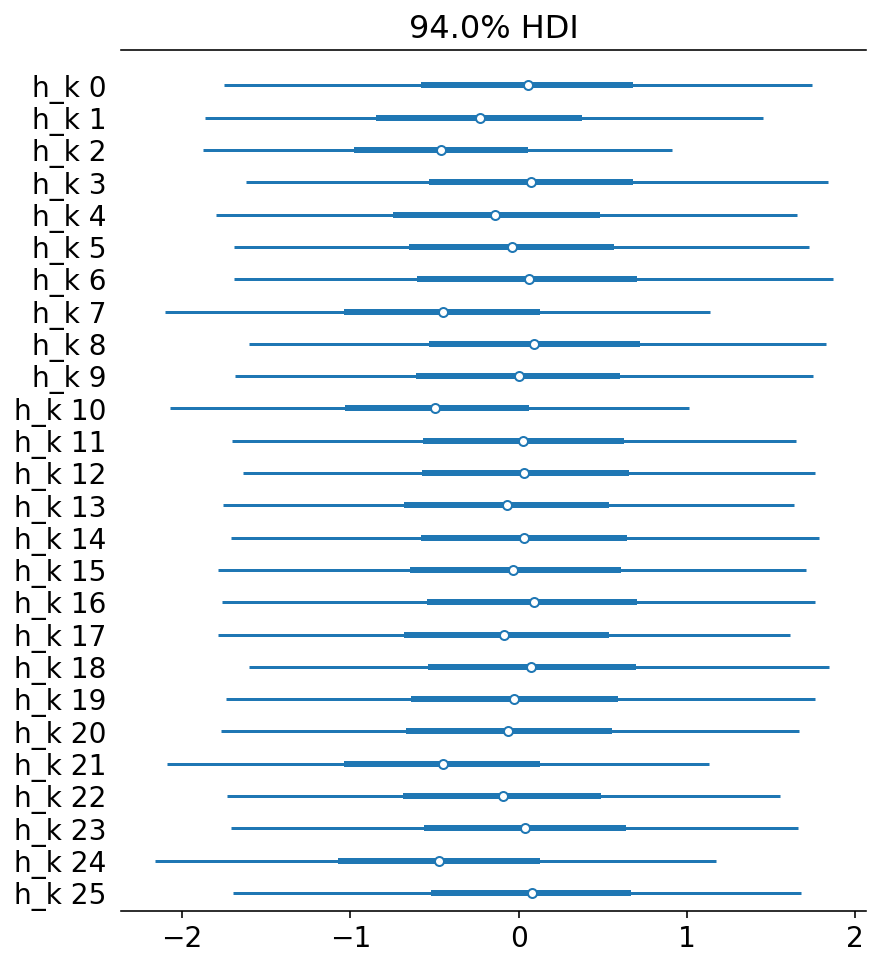 94.0% HDI
h_k 0
h_k 1
h_k 2
h_k 3
h_k 4
h_k 5
h_k 6
h_k 7
h_k 8
h_k 9
h_k 10
h_k 11
h_k 12
h_k 13
h_k 14
h_k 15
h_k 16
h_k 17
h_k 18
h_k 19
h_k 20
h_k 21
h_k 22
h_k 23
h_k 24
h_k 25
−2 −1 0 1 2